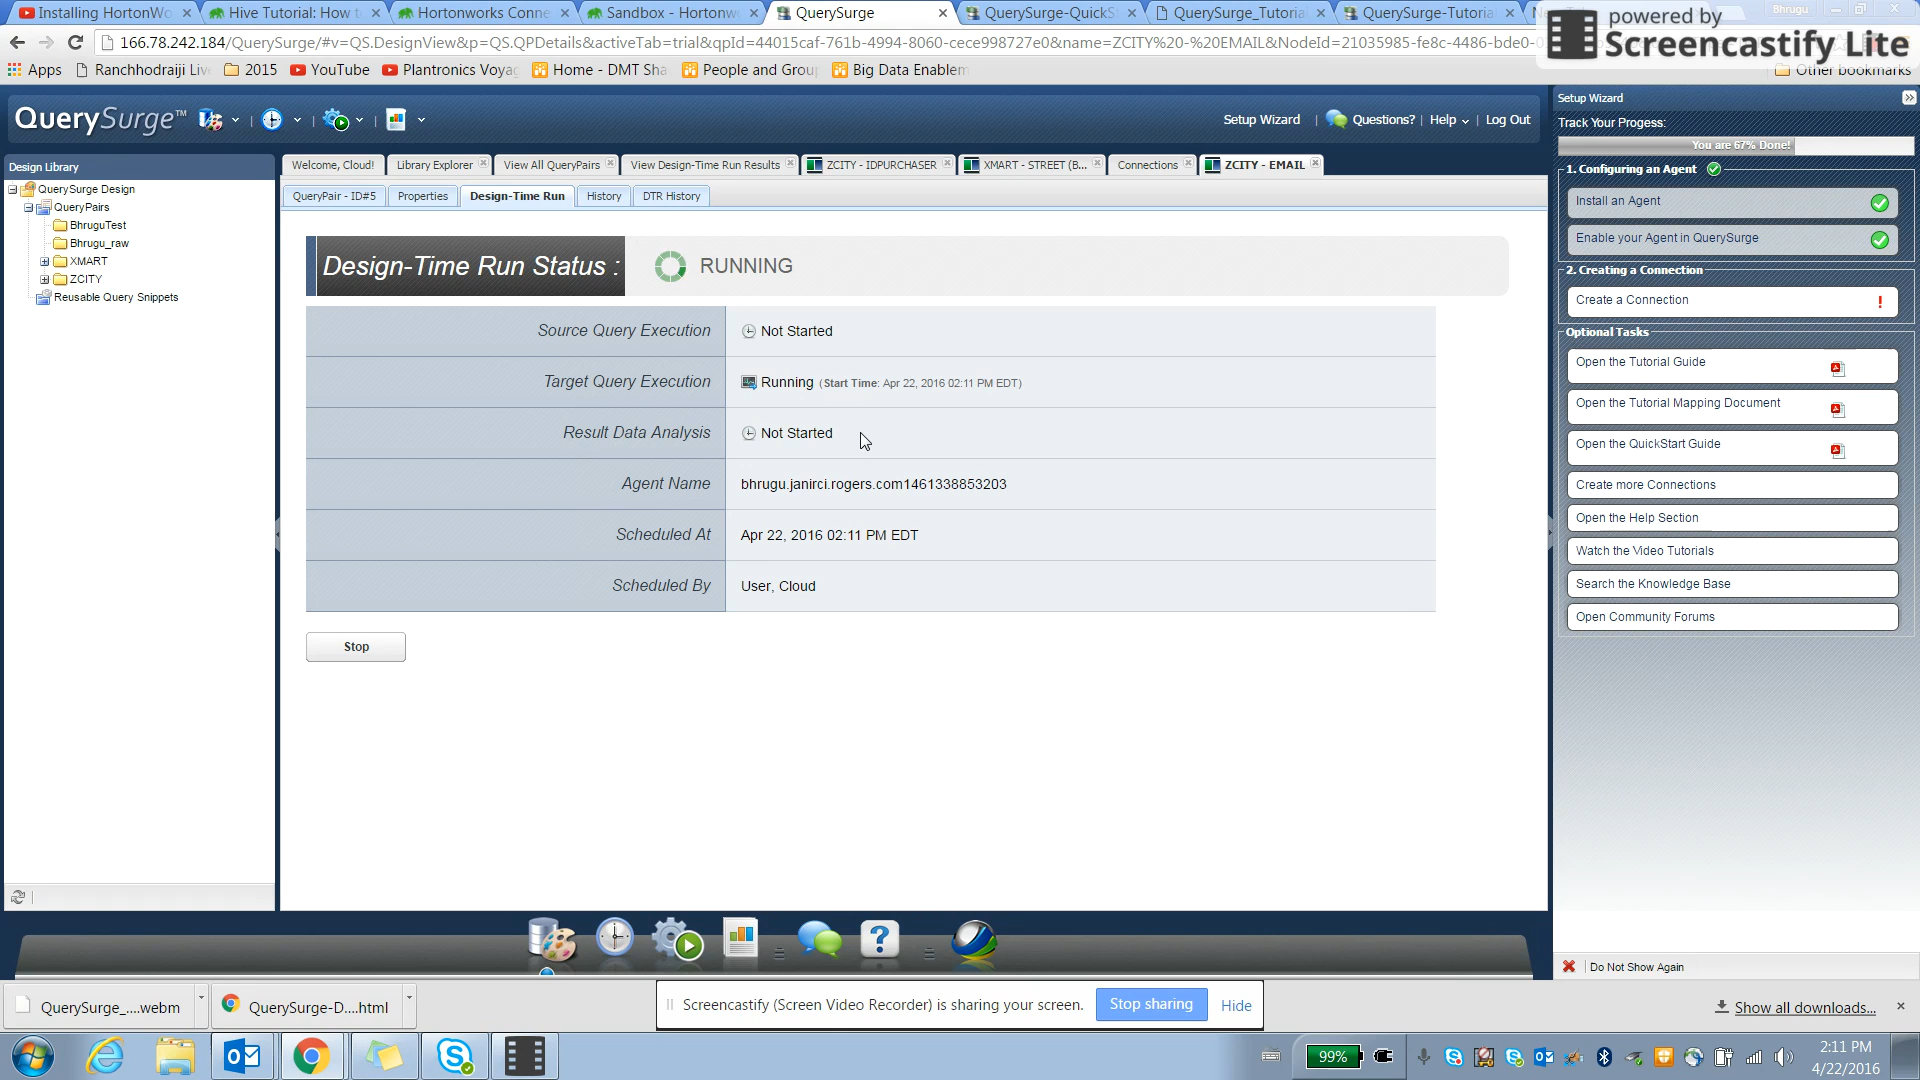 Installing HortonWo
Hive Tutorial: How t
Hortonworks Conne
Sandbox - Hortonw
QuerySurge
QuerySurge-QuickS
QuerySurge_Tutoria
QuerySurge-Tutoria
Bhrugu
powered by
Screencastify Lite
166.78.242.184/QuerySurge/#v=QS.DesignView&p=QS.QPDetails&activeTab=trial&qpId=44015caf-761b-4994-8060-cece998727e0&name=ZCITY%20-%20EMAIL&NodeId=21035985-fe8c-4486-bde0-
Apps
Ranchhodraiji Liv
2015
YouTube
Plantronics Voyag
Home - DMT Sha
People and Group
Big Data Enablem
Other bookmarks
QuerySurge™
Setup Wizard
Questions?
Help
Log Out
Design Library
QuerySurge Design
QueryPairs
BhruguTest
Bhrugu_raw
XMART
ZCITY
Reusable Query Snippets
Welcome, Cloud!
Library Explorer
View All QueryPairs
View Design-Time Run Results
ZCITY - IDPURCHASER
XMART - STREET (B...
Connections
ZCITY - EMAIL
QueryPair - ID#5
Properties
Design-Time Run
History
DTR History
Design-Time Run Status :
RUNNING
Source Query Execution
Not Started
Target Query Execution
Running (Start Time: Apr 22, 2016 02:11 PM EDT)
Result Data Analysis
Not Started
Agent Name
bhrugu.janirci.rogers.com1461338853203
Scheduled At
Apr 22, 2016 02:11 PM EDT
Scheduled By
User, Cloud
Stop
Setup Wizard
Track Your Progess:
You are 67% Done!
1. Configuring an Agent
Install an Agent
Enable your Agent in QuerySurge
2. Creating a Connection
Create a Connection
Optional Tasks
Open the Tutorial Guide
Open the Tutorial Mapping Document
Open the QuickStart Guide
Create more Connections
Open the Help Section
Watch the Video Tutorials
Search the Knowledge Base
Open Community Forums
Do Not Show Again
QuerySurge_....webm
QuerySurge-D....html
Screencastify (Screen Video Recorder) is sharing your screen.
Stop sharing
Hide
Show all downloads...
99%
2:11 PM
4/22/2016